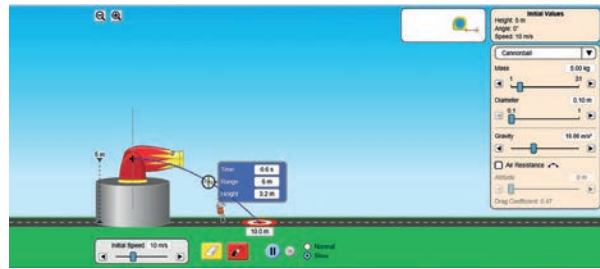 Initial Values
Height: 5 m
Angle: 0°
Speed: 10 m/s
Cannonball
Mass
5.00 kg
1
31
Diameter
0.10 m
0.1
1
Gravity
10.00 m/s²
Air Resistance
Altitude
0 m
Drag Coefficient: 0.47
5 m
Time
0.6 s
Range
6 m
Height
3.2 m
10.0 m
Initial Speed
10 m/s
Normal
Slow